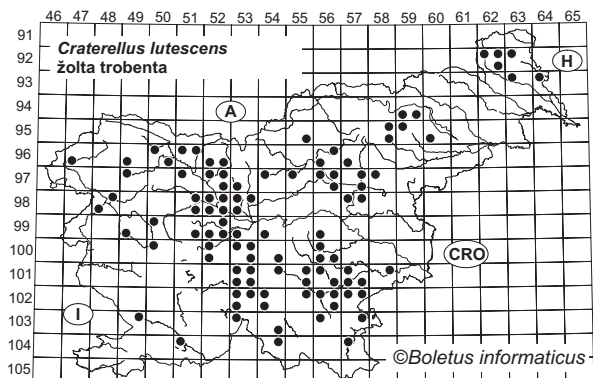 46 47 48 49 50 51 52 53 54 55 56 57 58 59 60 61 62 63 64 65
91
Craterellus lutescens
92
H
žolta trobenta
93
94
A
95
96
97
98
99
100
CRO
101
102
I
103
104
©Boletus informaticus
105